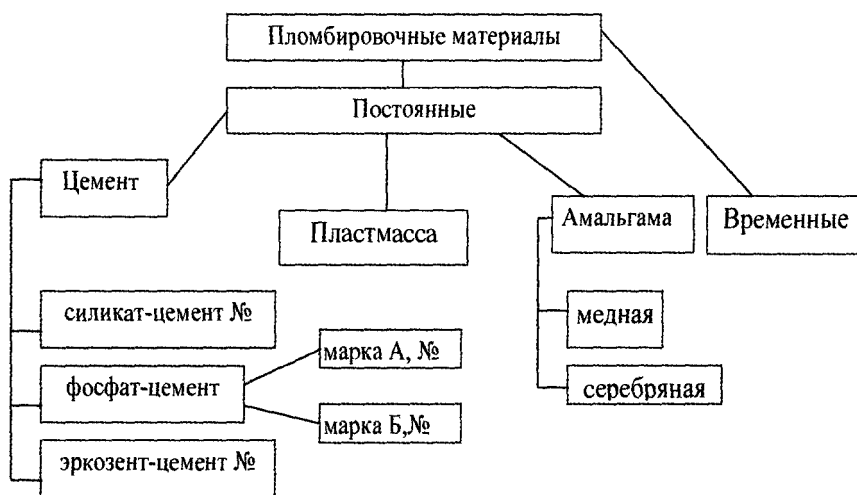 Пломбировочные материалы
Постоянные
Цемент
Пластмасса
Амальгама
Временные
силикат-цемент №
марка А, №
медная
фосфат-цемент
серебряная
марка Б,№
эркозент-цемент №